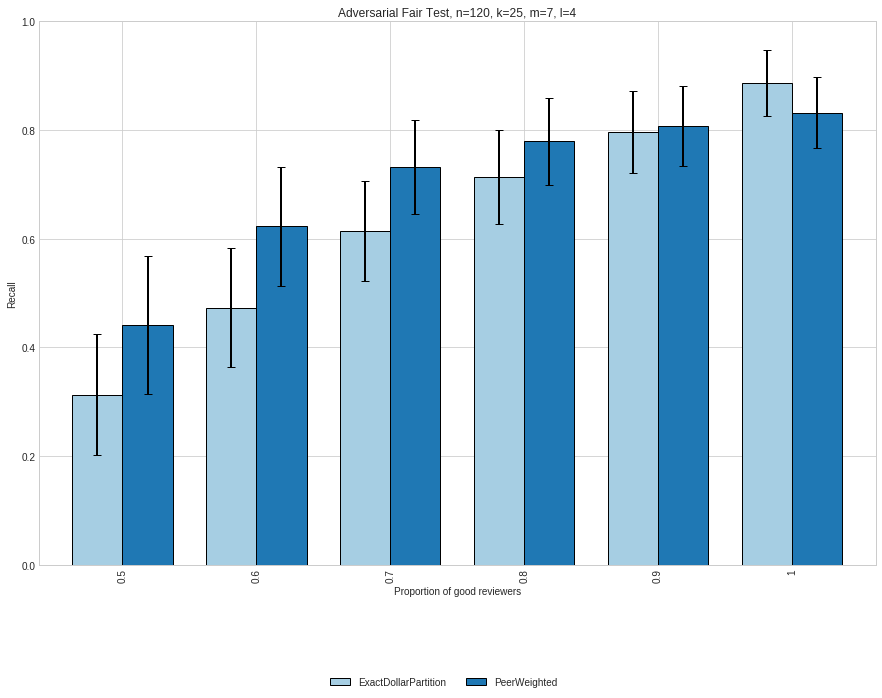 Adversarial Fair Test, n=120, k=25, m=7, l=4
1.0
0.8
0.6
0.4
0.2
0.0
Recall
0.5
0.6
0.7
0.8
0.9
1
Proportion of good reviewers
ExactDollarPartition
PeerWeighted